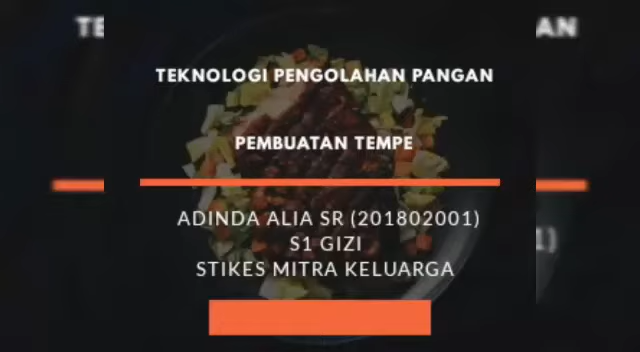 TEKNOLOGI PENGOLAHAN PANGAN
PEMBUATAN TEMPE
ADINDA ALIA SR (201802001)
S1 GIZI
STIKES MITRA KELUARGA